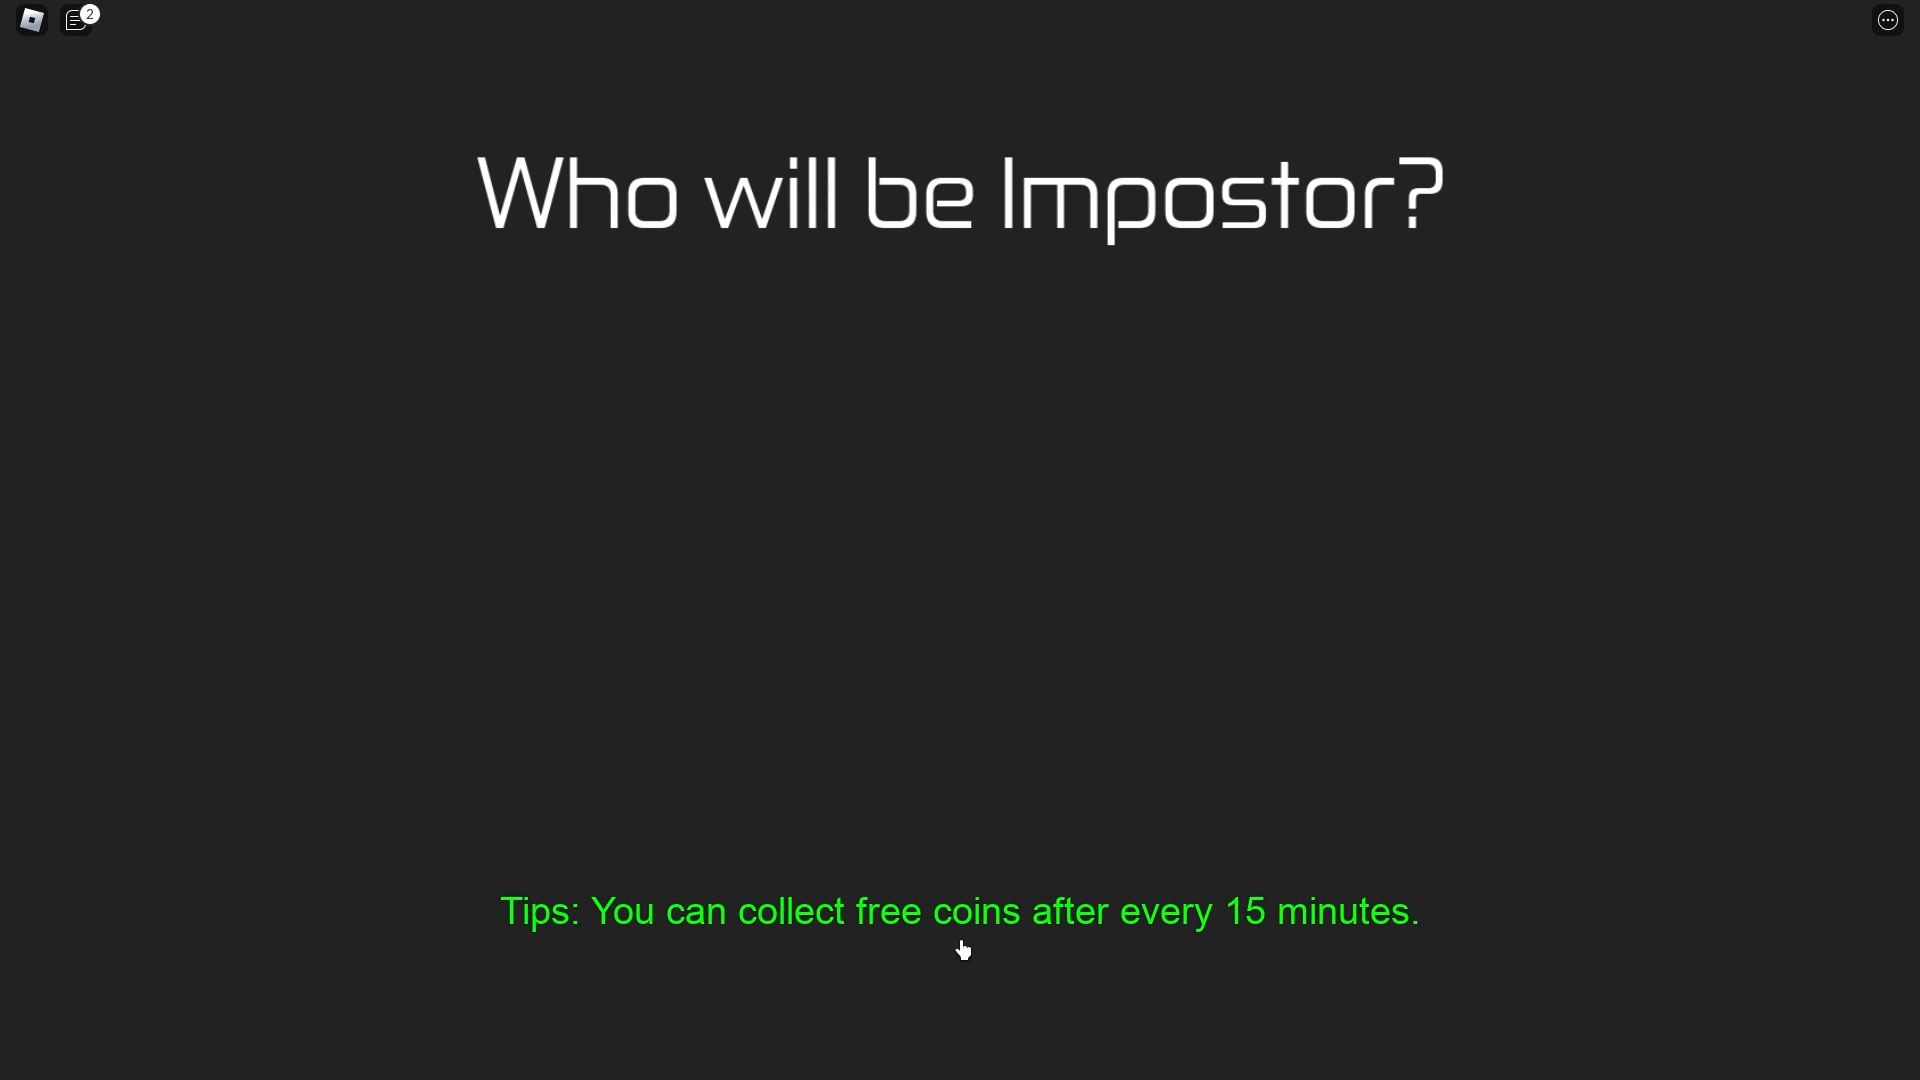 2
Who will be Impostor?
Tips: You can collect free coins after every 15 minutes.